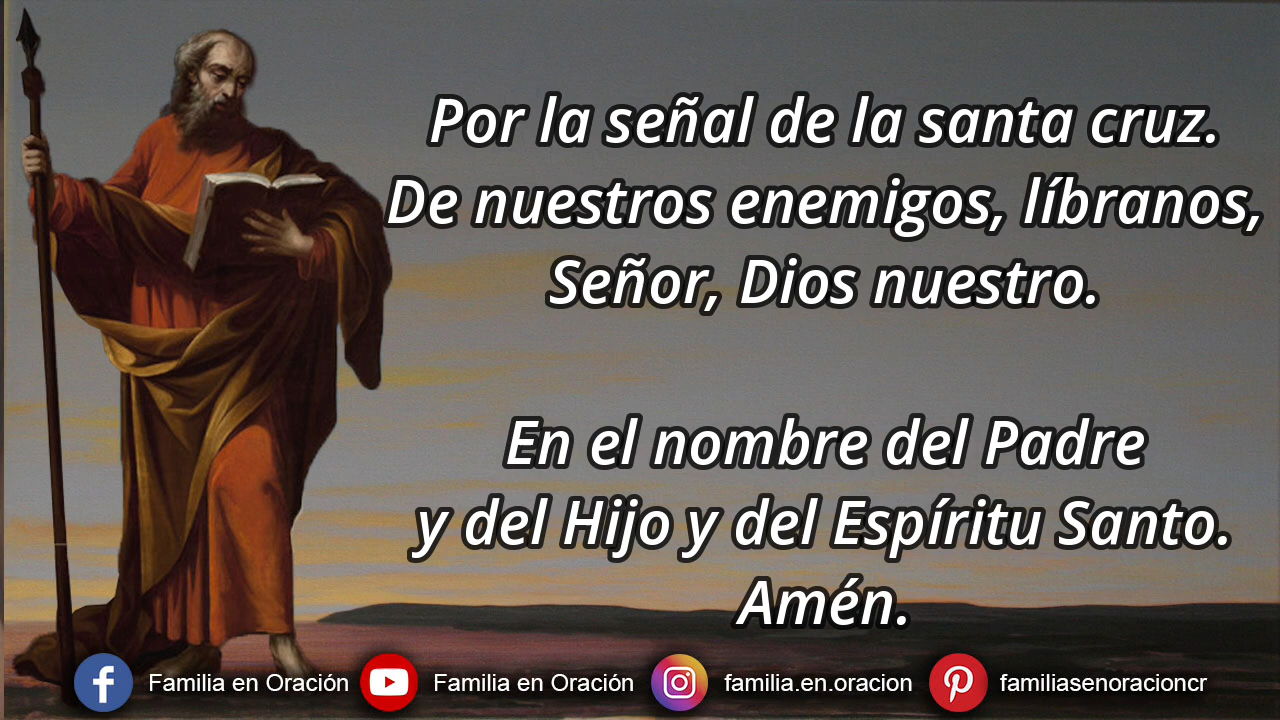 Por la señal de la santa cruz.
De nuestros enemigos, líbranos,
Señor, Dios nuestro.
En el nombre del Padre
y del Hijo y del Espíritu Santo.
Amén.
Familia en Oración Familia en Oración familia.en.oracion familiasenoracioncr